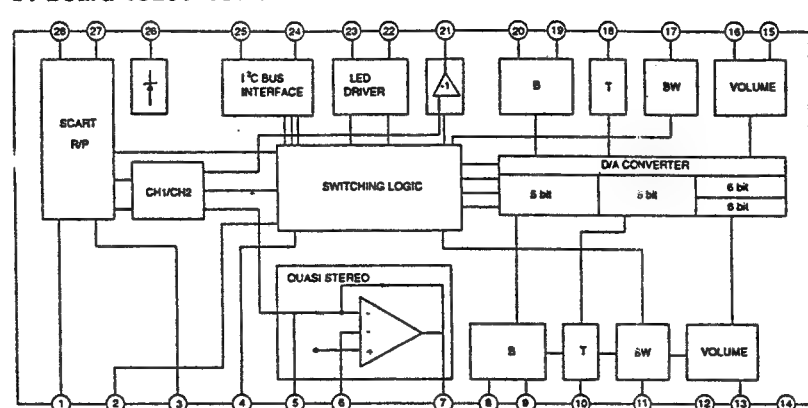 28 27 26 25 24 23 22 21 20 19 18 17 16 15
I²C BUS
INTERFACE
LED
DRIVER
-1
B
T
SW
VOLUME
SCART
R/P
CH1/CH2
SWITCHING LOGIC
D/A CONVERTER
5 bit
5 bit
6 bit
6 bit
QUASI STEREO
-
-
+
B
T
SW
VOLUME
1 2 3 4 5 6 7 8 9 10 11 12 13 14